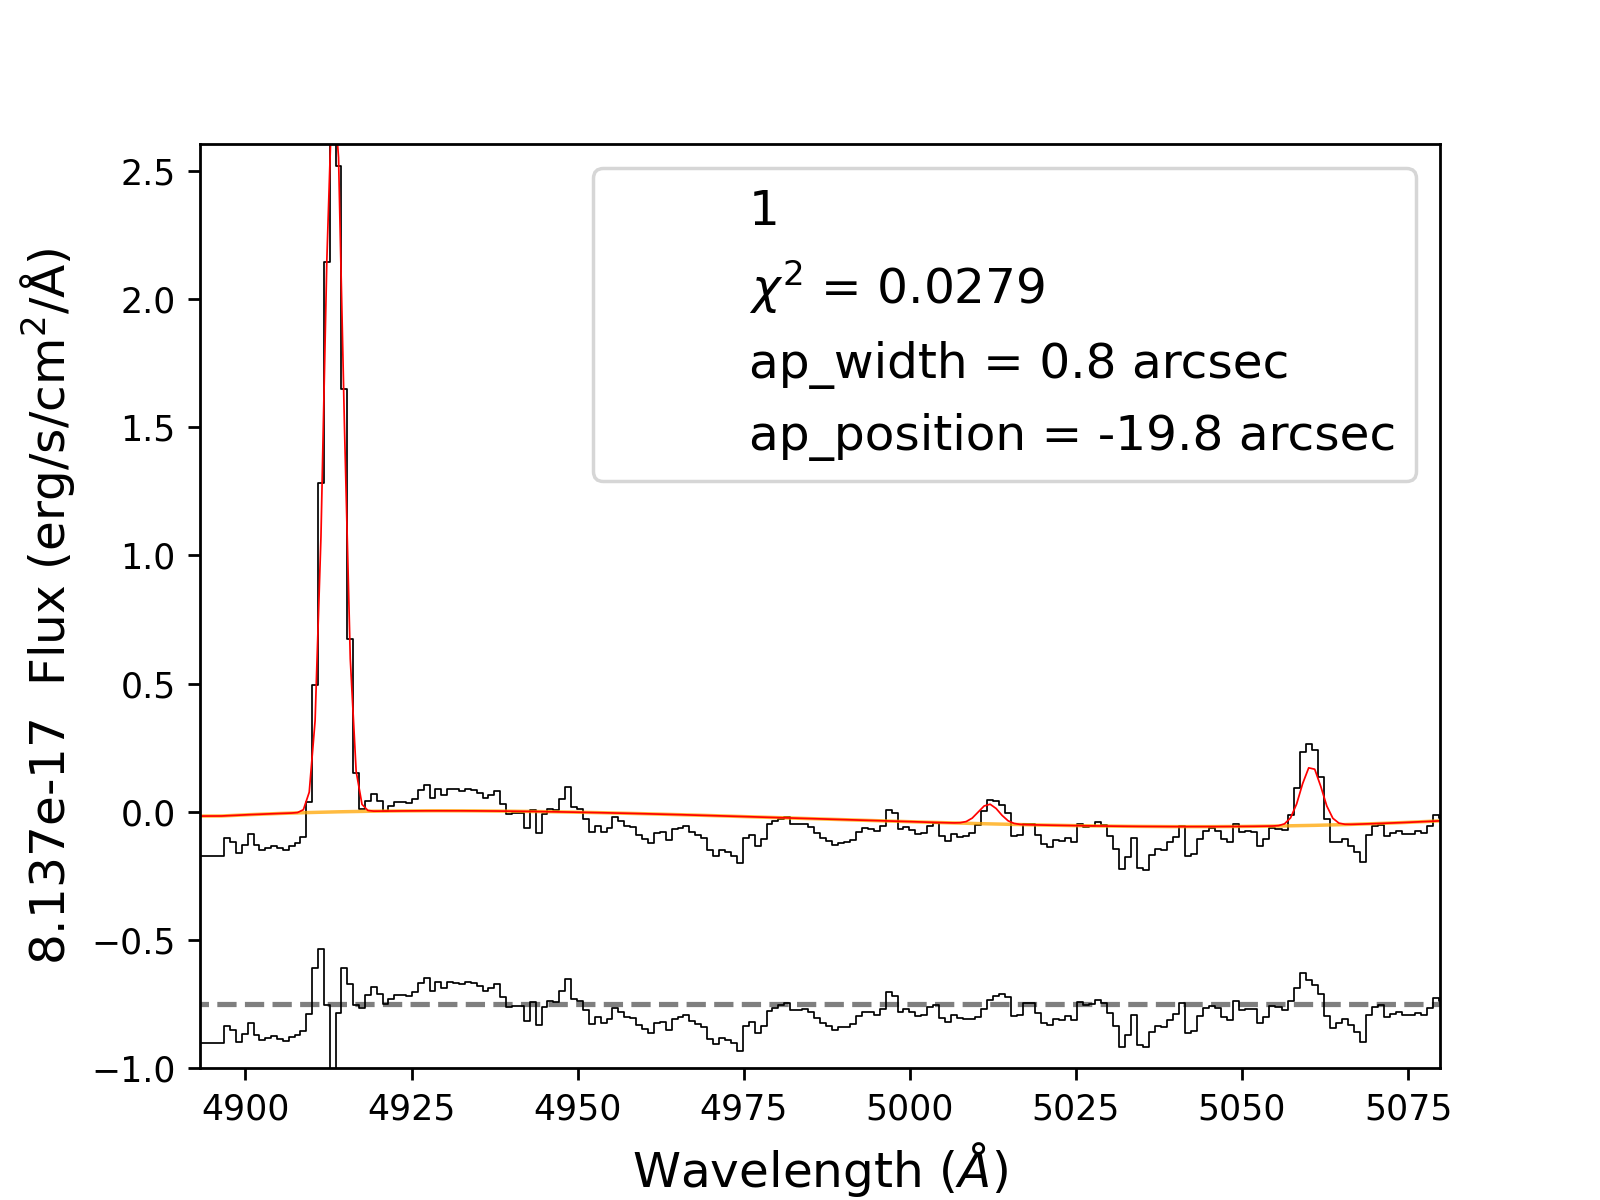 2.5
2.0
1.5
1.0
0.5
0.0
−0.5
−1.0
8.137e-17 Flux (erg/s/cm²/Å)
1
χ² = 0.0279
ap_width = 0.8 arcsec
ap_position = -19.8 arcsec
4900 4925 4950 4975 5000 5025 5050 5075
Wavelength (Å)